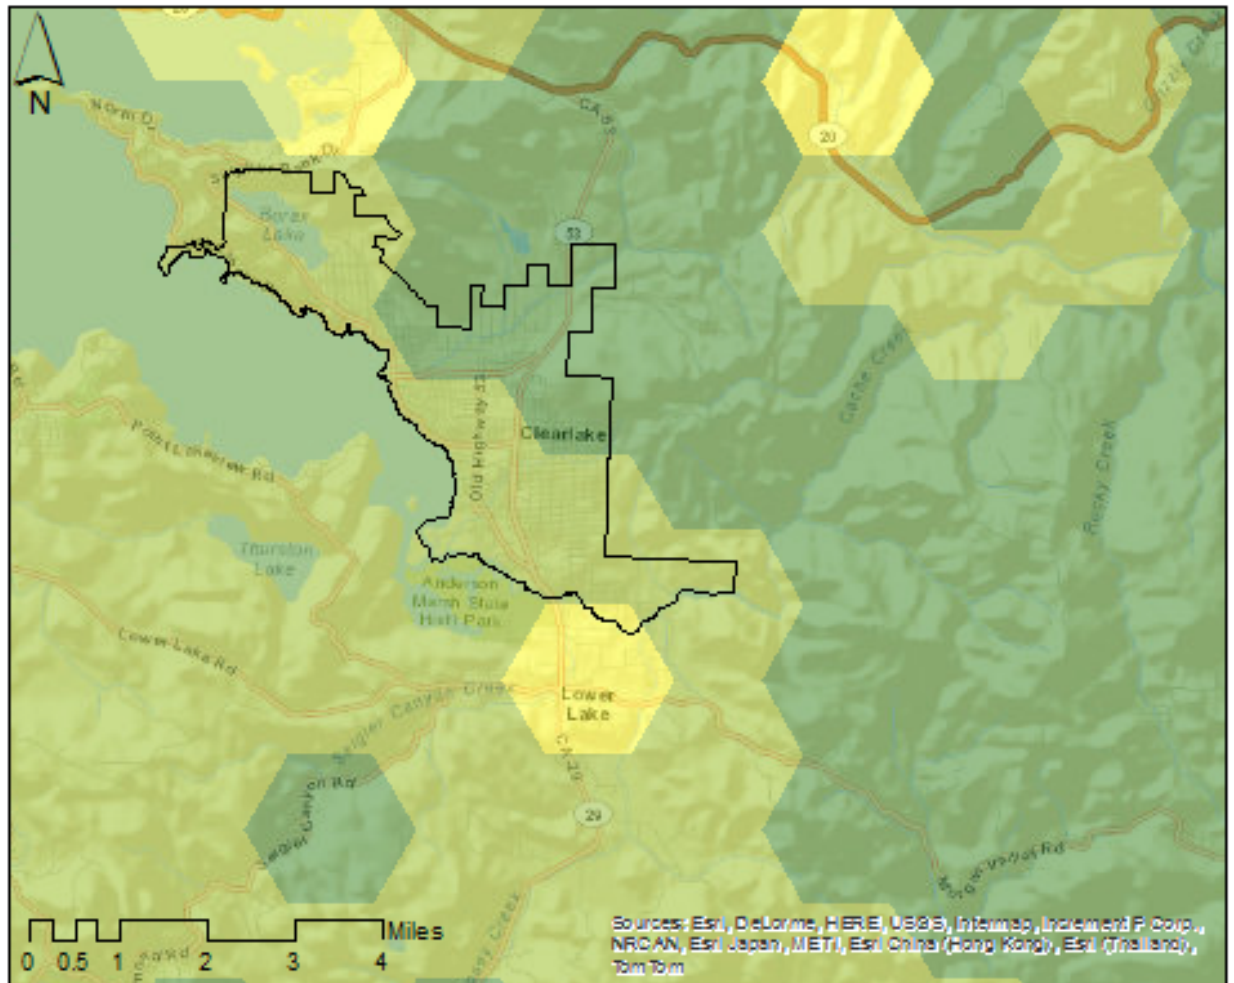 N
Norm D
20
CA 53
53
Borax
Lake
Old Highway 53
Clearlake
Cache Creek
Rocky Creek
Point Lakeview Rd
Thurston
Lake
Anderson
Marsh State
Hist'l Park
Lower Lake Rd
Seigler Canyon Creek
Lower
Lake
CA 29
29
Morgan Valley Rd
Miles
0 0.5 1 2 3 4
Sources: Esri, DeLorme, HERE, USGS, Intermap, increment P Corp.,
NRCAN, Esri Japan, METI, Esri China (Hong Kong), Esri (Thailand),
TomTom